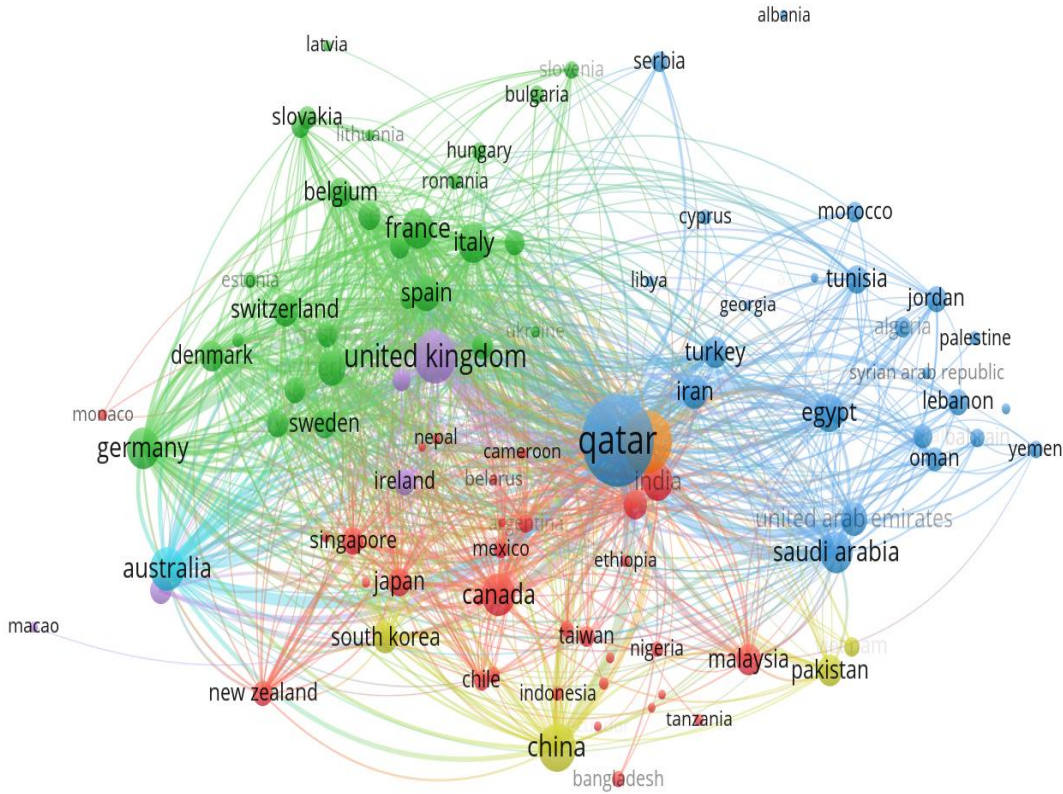 albania
latvia
serbia
slovenia
bulgaria
slovakia
lithuania
hungary
romania
belgium
morocco
cyprus
france
italy
estonia
libya
tunisia
spain
jordan
georgia
switzerland
algeria
ukraine
palestine
turkey
denmark
united kingdom
syrian arab republic
iran
lebanon
monaco
egypt
sweden
nepal
qatar
germany
cameroon
bahrain
yemen
oman
ireland
belarus
india
united arab emirates
argentina
singapore
mexico
saudi arabia
ethiopia
australia
japan
canada
macao
south korea
taiwan
nigeria
malaysia
pakistan
chile
new zealand
indonesia
tanzania
china
bangladesh